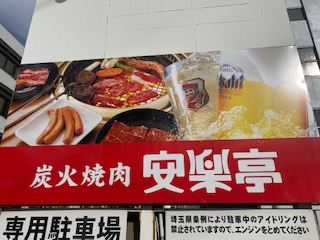 Asahi
炭火焼肉 安楽亭
専用駐車場
埼玉県条例により駐車中のアイドリングは
禁止されていますので、エンジンをとめてください